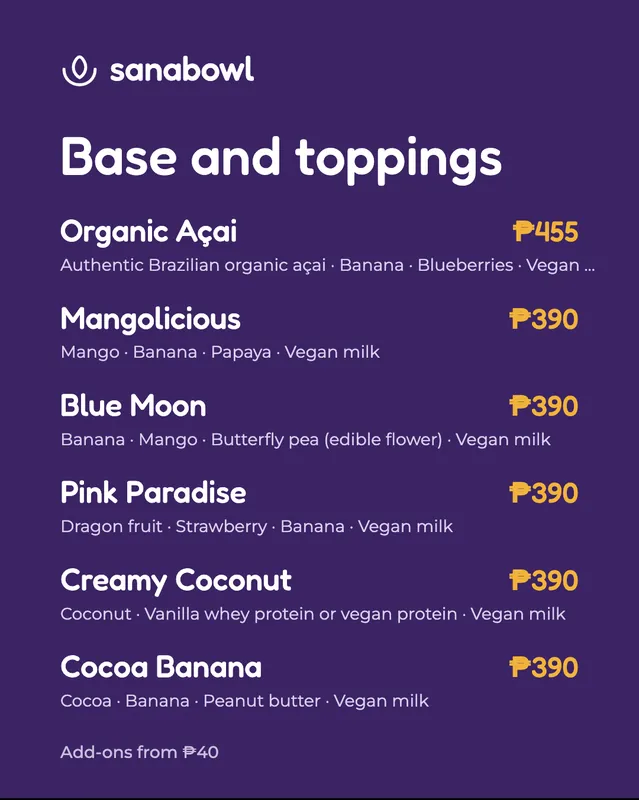 sanabowl
Base and toppings
Organic Açai ₱455
Authentic Brazilian organic açai · Banana · Blueberries · Vegan ...
Mangolicious ₱390
Mango · Banana · Papaya · Vegan milk
Blue Moon ₱390
Banana · Mango · Butterfly pea (edible flower) · Vegan milk
Pink Paradise ₱390
Dragon fruit · Strawberry · Banana · Vegan milk
Creamy Coconut ₱390
Coconut · Vanilla whey protein or vegan protein · Vegan milk
Cocoa Banana ₱390
Cocoa · Banana · Peanut butter · Vegan milk
Add-ons from ₱40